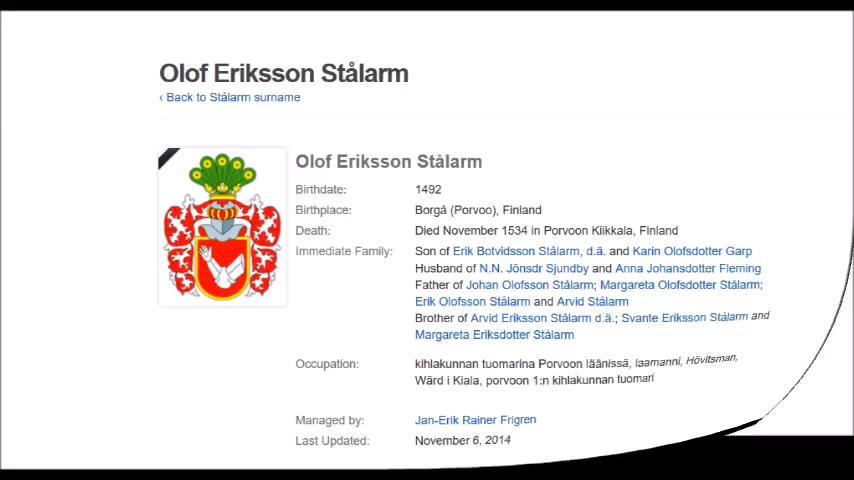 Olof Eriksson Stålarm
‹ Back to Stålarm surname
Olof Eriksson Stålarm
Birthdate: 1492
Birthplace: Borgå (Porvoo), Finland
Death: Died November 1534 in Porvoon Kiikkala, Finland
Immediate Family: Son of Erik Botvidsson Stålarm, d.ä. and Karin Olofsdotter Garp
Husband of N.N. Jönsdr Sjundby and Anna Johansdotter Fleming
Father of Johan Olofsson Stålarm; Margareta Olofsdotter Stålarm;
Erik Olofsson Stålarm and Arvid Stålarm
Brother of Arvid Eriksson Stålarm d.ä.; Svante Eriksson Stålarm and
Margareta Eriksdotter Stålarm
Occupation: kihlakunnan tuomarina Porvoon läänissä, laamanni, Hövitsman,
Wärd i Kiala, porvoon 1:n kihlakunnan tuomari
Managed by: Jan-Erik Rainer Frigren
Last Updated: November 6, 2014